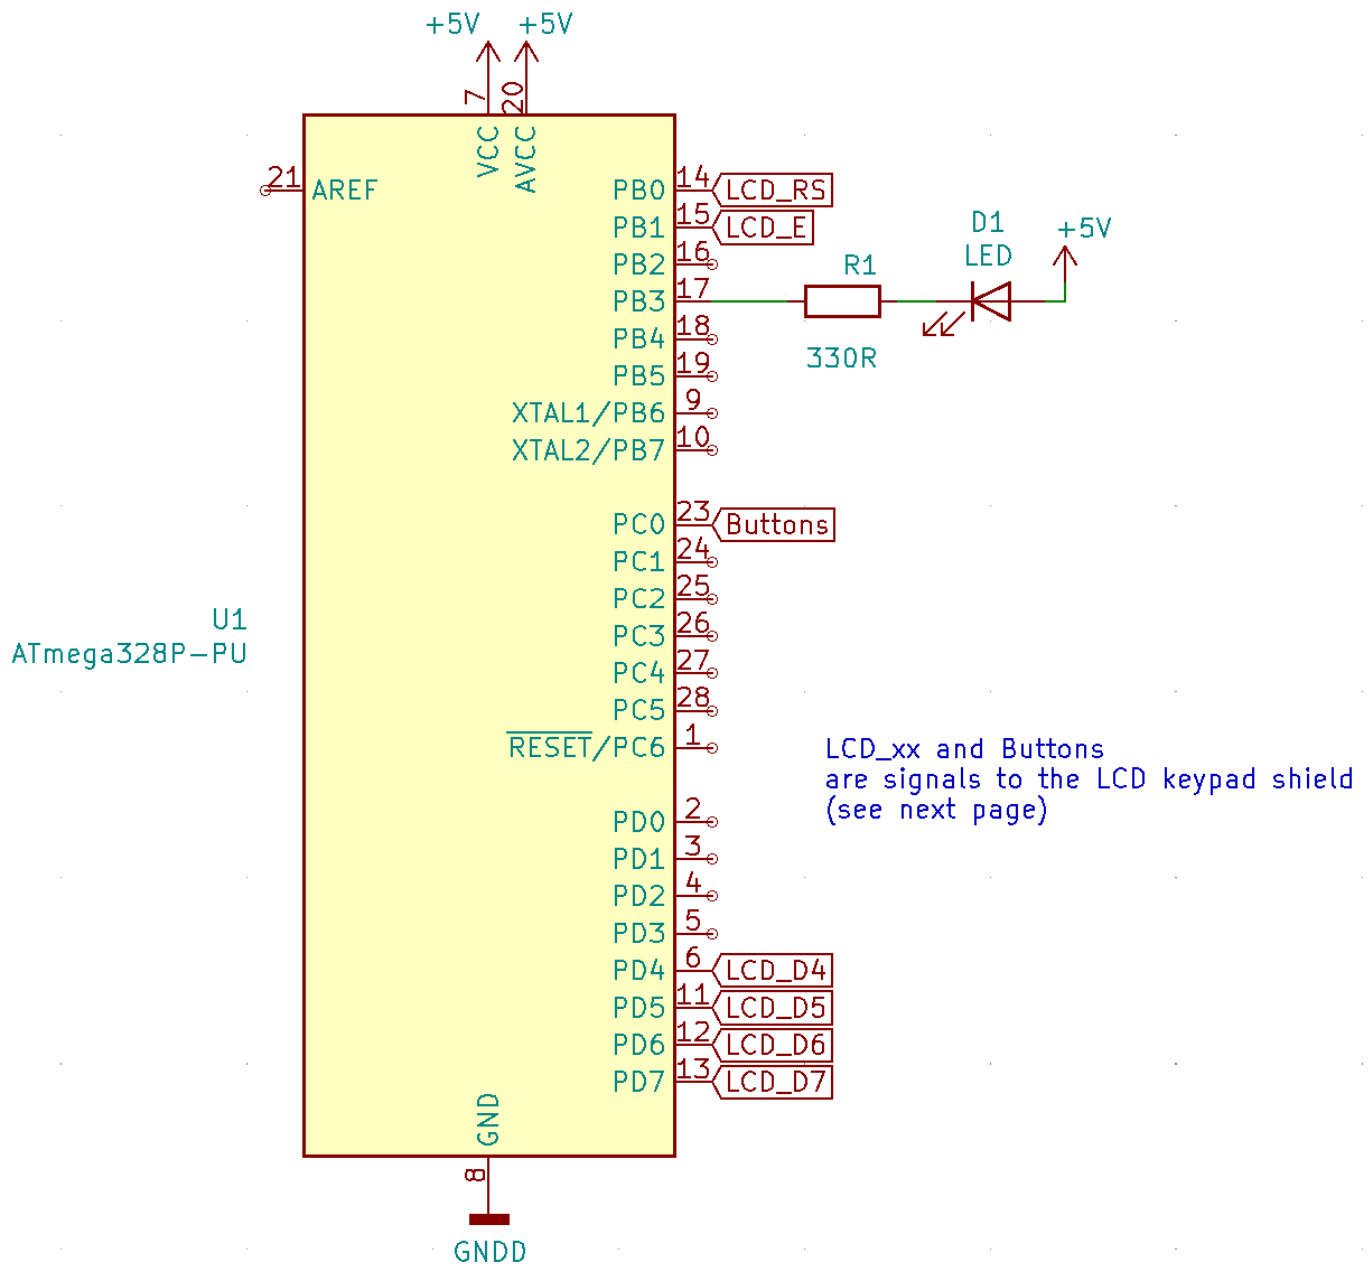 +5V
+5V
7
20
VCC
AVCC
21
AREF
PB0
14
LCD_RS
PB1
15
LCD_E
PB2
16
PB3
17
R1
330R
D1
LED
+5V
PB4
18
PB5
19
XTAL1/PB6
9
XTAL2/PB7
10
PC0
23
Buttons
PC1
24
PC2
25
PC3
26
PC4
27
PC5
28
RESET/PC6
1
U1
ATmega328P-PU
LCD_xx and Buttons
are signals to the LCD keypad shield
(see next page)
PD0
2
PD1
3
PD2
4
PD3
5
PD4
6
LCD_D4
PD5
11
LCD_D5
PD6
12
LCD_D6
PD7
13
LCD_D7
GND
8
GNDD